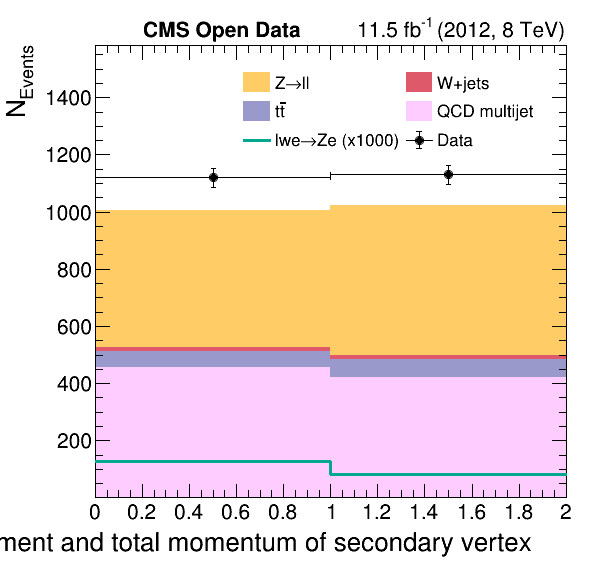 CMS Open Data 11.5 fb⁻¹ (2012, 8 TeV)
N_Events
Z→ll W+jets
tt̄ QCD multijet
lwe→Ze (x1000) Data
1400
1200
1000
800
600
400
200
0 0.2 0.4 0.6 0.8 1 1.2 1.4 1.6 1.8 2
ment and total momentum of secondary vertex